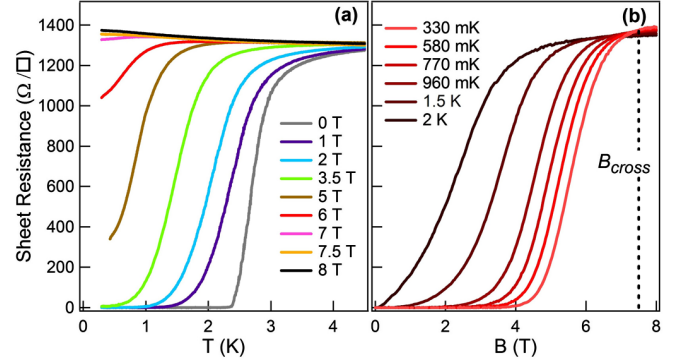 (a)
Sheet Resistance (Ω/□)
1400
1200
1000
800
600
400
200
0
0 T
1 T
2 T
3.5 T
5 T
6 T
7 T
7.5 T
8 T
0
1
2
3
4
T (K)
(b)
330 mK
580 mK
770 mK
960 mK
1.5 K
2 K
Bcross
0
2
4
6
8
B (T)